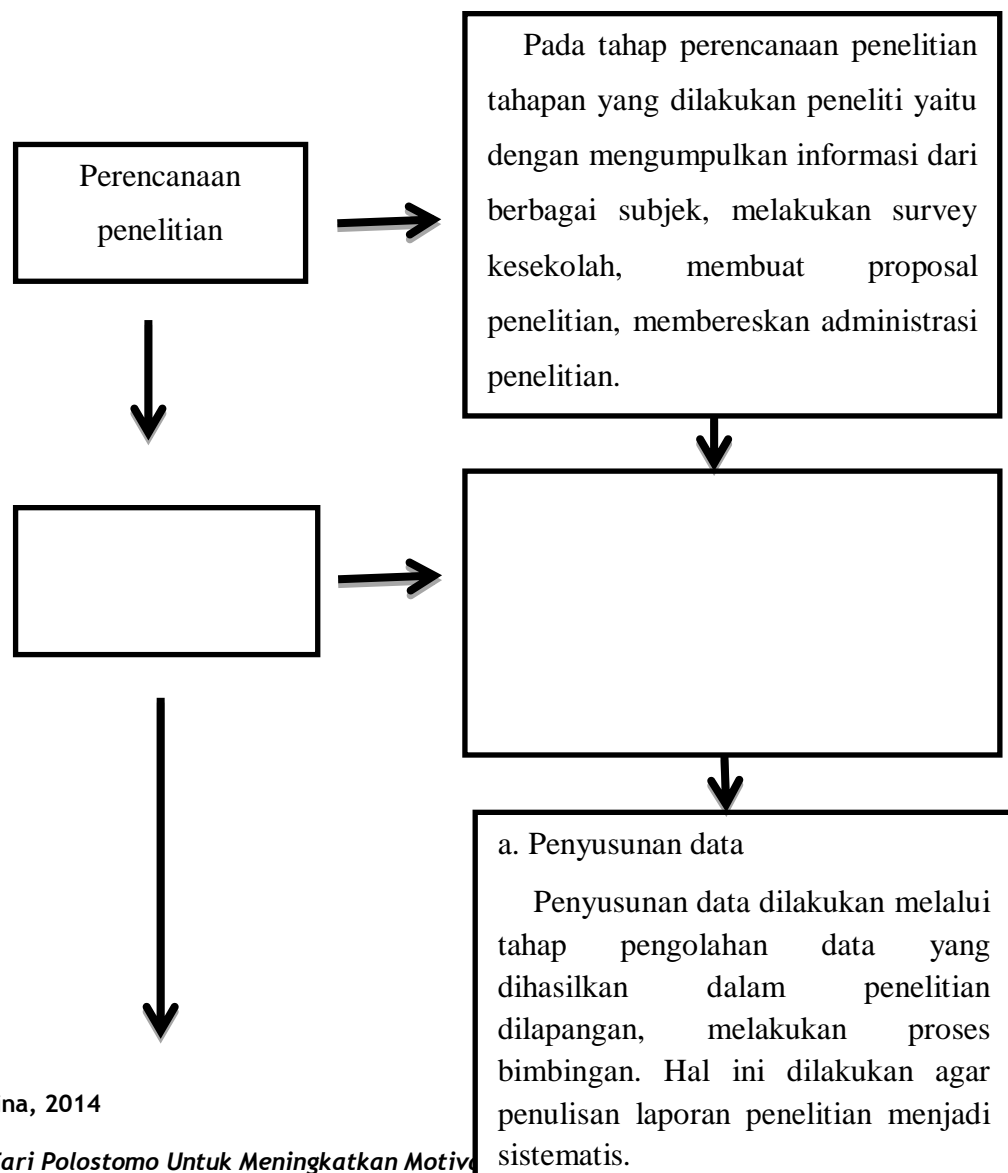 Pada tahap perencanaan penelitian
tahapan yang dilakukan peneliti yaitu
dengan mengumpulkan informasi dari
berbagai subjek, melakukan survey
kesekolah, membuat proposal
penelitian, membereskan administrasi
penelitian.
Perencanaan
penelitian
a. Penyusunan data
Penyusunan data dilakukan melalui
tahap pengolahan data yang
dihasilkan dalam penelitian
dilapangan, melakukan proses
bimbingan. Hal ini dilakukan agar
penulisan laporan penelitian menjadi
sistematis.
2014
Polostomo Untuk Meningkatkan